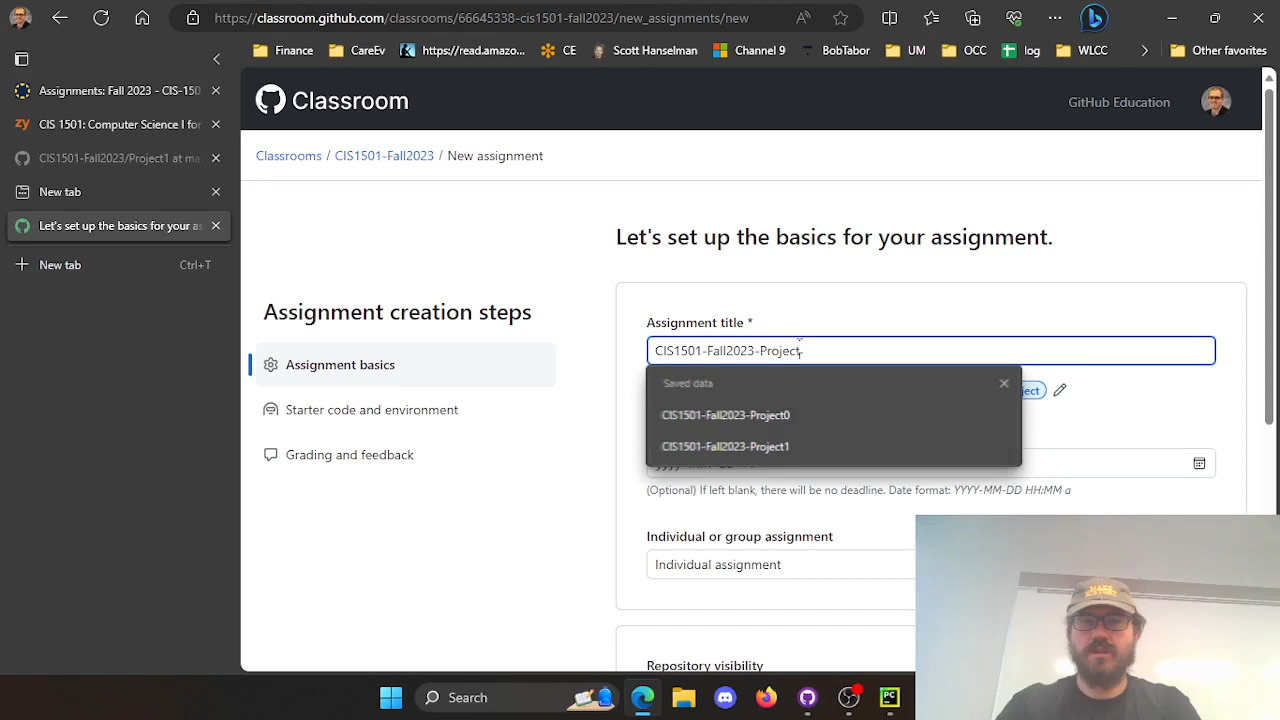 https://classroom.github.com/classrooms/66645338-cis1501-fall2023/new_assignments/new
Finance
CareEv
https://read.amazo...
CE
Scott Hanselman
Channel 9
BobTabor
UM
OCC
log
WLCC
Other favorites
Assignments: Fall 2023 - CIS-150
CIS 1501: Computer Science I for
CIS1501-Fall2023/Project1 at ma
New tab
Let's set up the basics for your as
New tab
Ctrl+T
Classroom
GitHub Education
Classrooms / CIS1501-Fall2023 / New assignment
Let's set up the basics for your assignment.
Assignment creation steps
Assignment basics
Starter code and environment
Grading and feedback
Assignment title *
CIS1501-Fall2023-Project
Saved data
CIS1501-Fall2023-Project0
CIS1501-Fall2023-Project1
ject
(Optional) If left blank, there will be no deadline. Date format: YYYY-MM-DD HH:MM a
Individual or group assignment
Individual assignment
Repository visibility
Search
PC